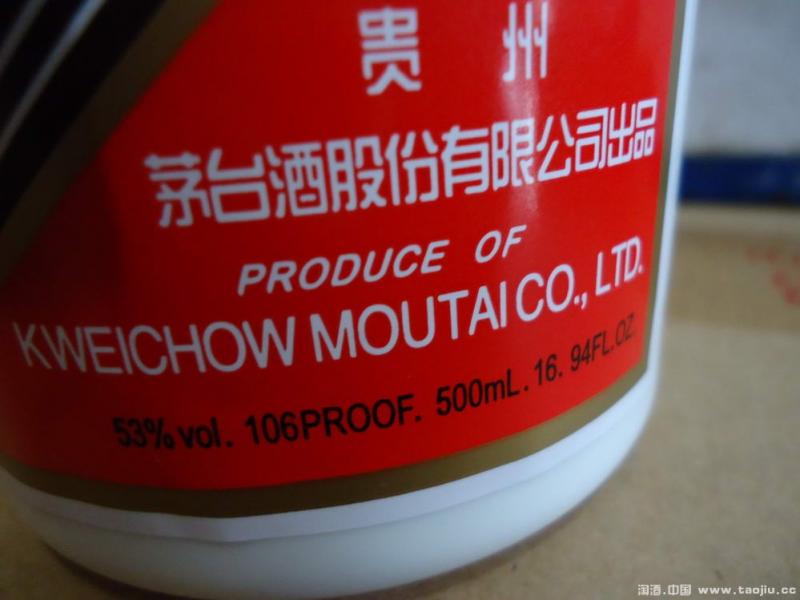 贵州
茅台酒股份有限公司出品
PRODUCE OF
KWEICHOW MOUTAI CO., LTD.
53% vol. 106PROOF. 500mL. 16. 94FL.OZ.
淘酒.中国 www.taojiu.cc